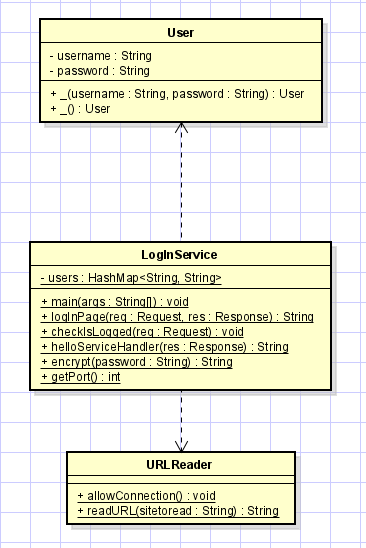 User
- username : String
- password : String
+ _(username : String, password : String) : User
+ _() : User
LogInService
- users : HashMap<String, String>
+ main(args : String[]) : void
+ logInPage(req : Request, res : Response) : String
+ checkIsLogged(req : Request) : void
+ helloServiceHandler(res : Response) : String
+ encrypt(password : String) : String
+ getPort() : int
URLReader
+ allowConnection() : void
+ readURL(sitetoread : String) : String